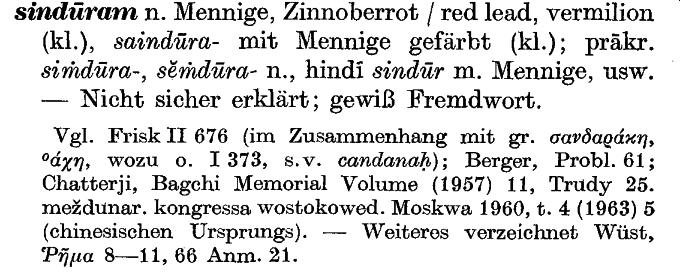 sindūram n. Mennige, Zinnoberrot / red lead, vermilion
(kl.), saindūra- mit Mennige gefärbt (kl.); prākr.
siṁdūra-, sĕṁdūra- n., hindī sindūr m. Mennige, usw.
— Nicht sicher erklärt; gewiß Fremdwort.
Vgl. Frisk II 676 (im Zusammenhang mit gr. σανδαράκη,
°άχη, wozu o. I 373, s.v. candanaḥ); Berger, Probl. 61;
Chatterji, Bagchi Memorial Volume (1957) 11, Trudy 25.
meždunar. kongressa wostokowed. Moskwa 1960, t. 4 (1963) 5
(chinesischen Ursprungs). — Weiteres verzeichnet Wüst,
Ῥῆμα 8—11, 66 Anm. 21.